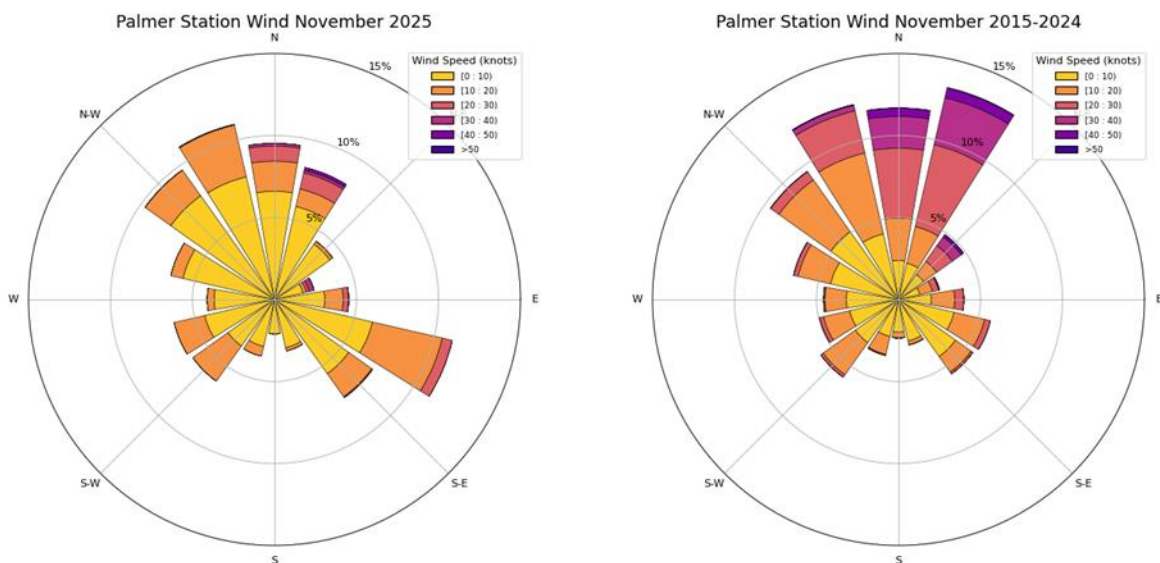 Palmer Station Wind November 2025
N
15%
Wind Speed (knots)
[0 : 10)
[10 : 20)
[20 : 30)
[30 : 40)
[40 : 50)
>50
N-W
10%
5%
W
E
S-W
S-E
S
Palmer Station Wind November 2015-2024
N
15%
Wind Speed (knots)
[0 : 10)
[10 : 20)
[20 : 30)
[30 : 40)
[40 : 50)
>50
N-W
10%
5%
W
E
S-W
S-E
S